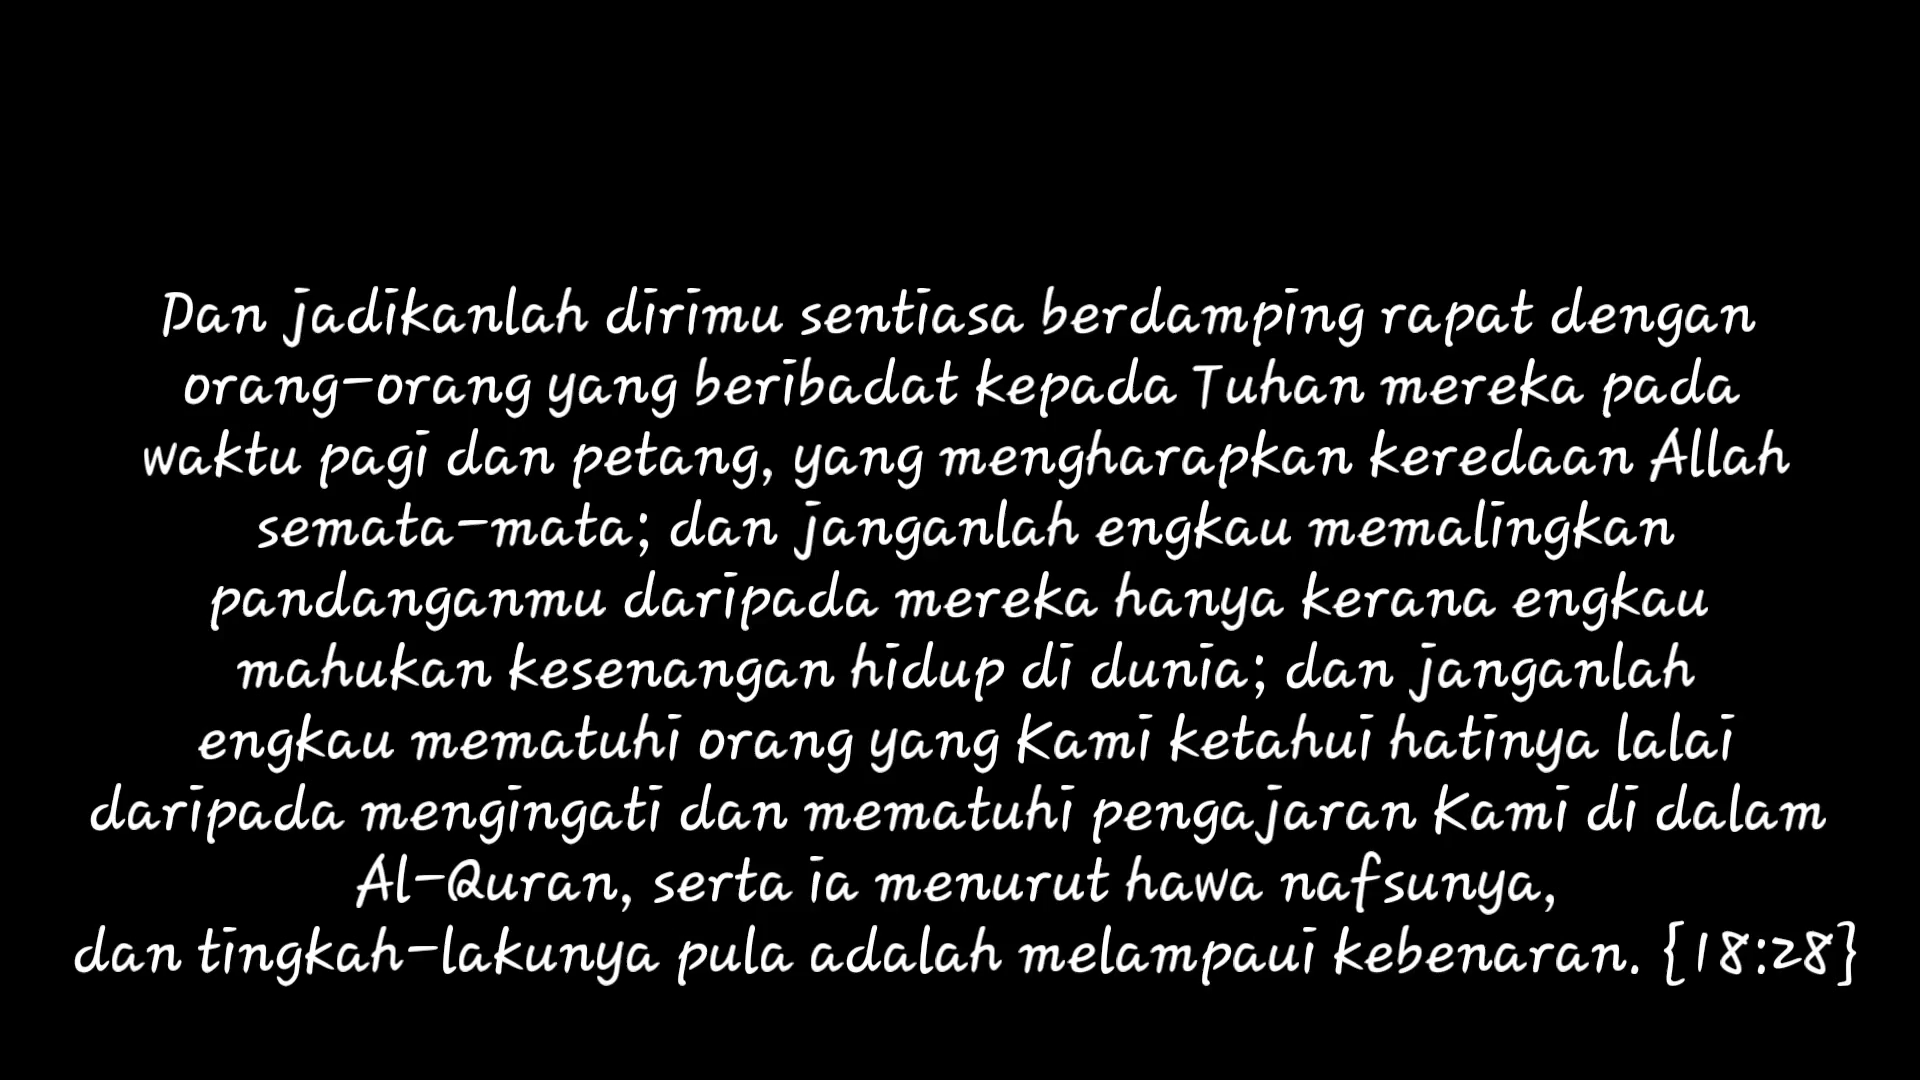 Dan jadikanlah dirimu sentiasa berdamping rapat dengan
orang-orang yang beribadat kepada Tuhan mereka pada
waktu pagi dan petang, yang mengharapkan keredaan Allah
semata-mata; dan janganlah engkau memalingkan
pandanganmu daripada mereka hanya kerana engkau
mahukan kesenangan hidup di dunia; dan janganlah
engkau mematuhi orang yang Kami ketahui hatinya lalai
daripada mengingati dan mematuhi pengajaran Kami di dalam
Al-Quran, serta ia menurut hawa nafsunya,
dan tingkah-lakunya pula adalah melampaui kebenaran. {18:28}